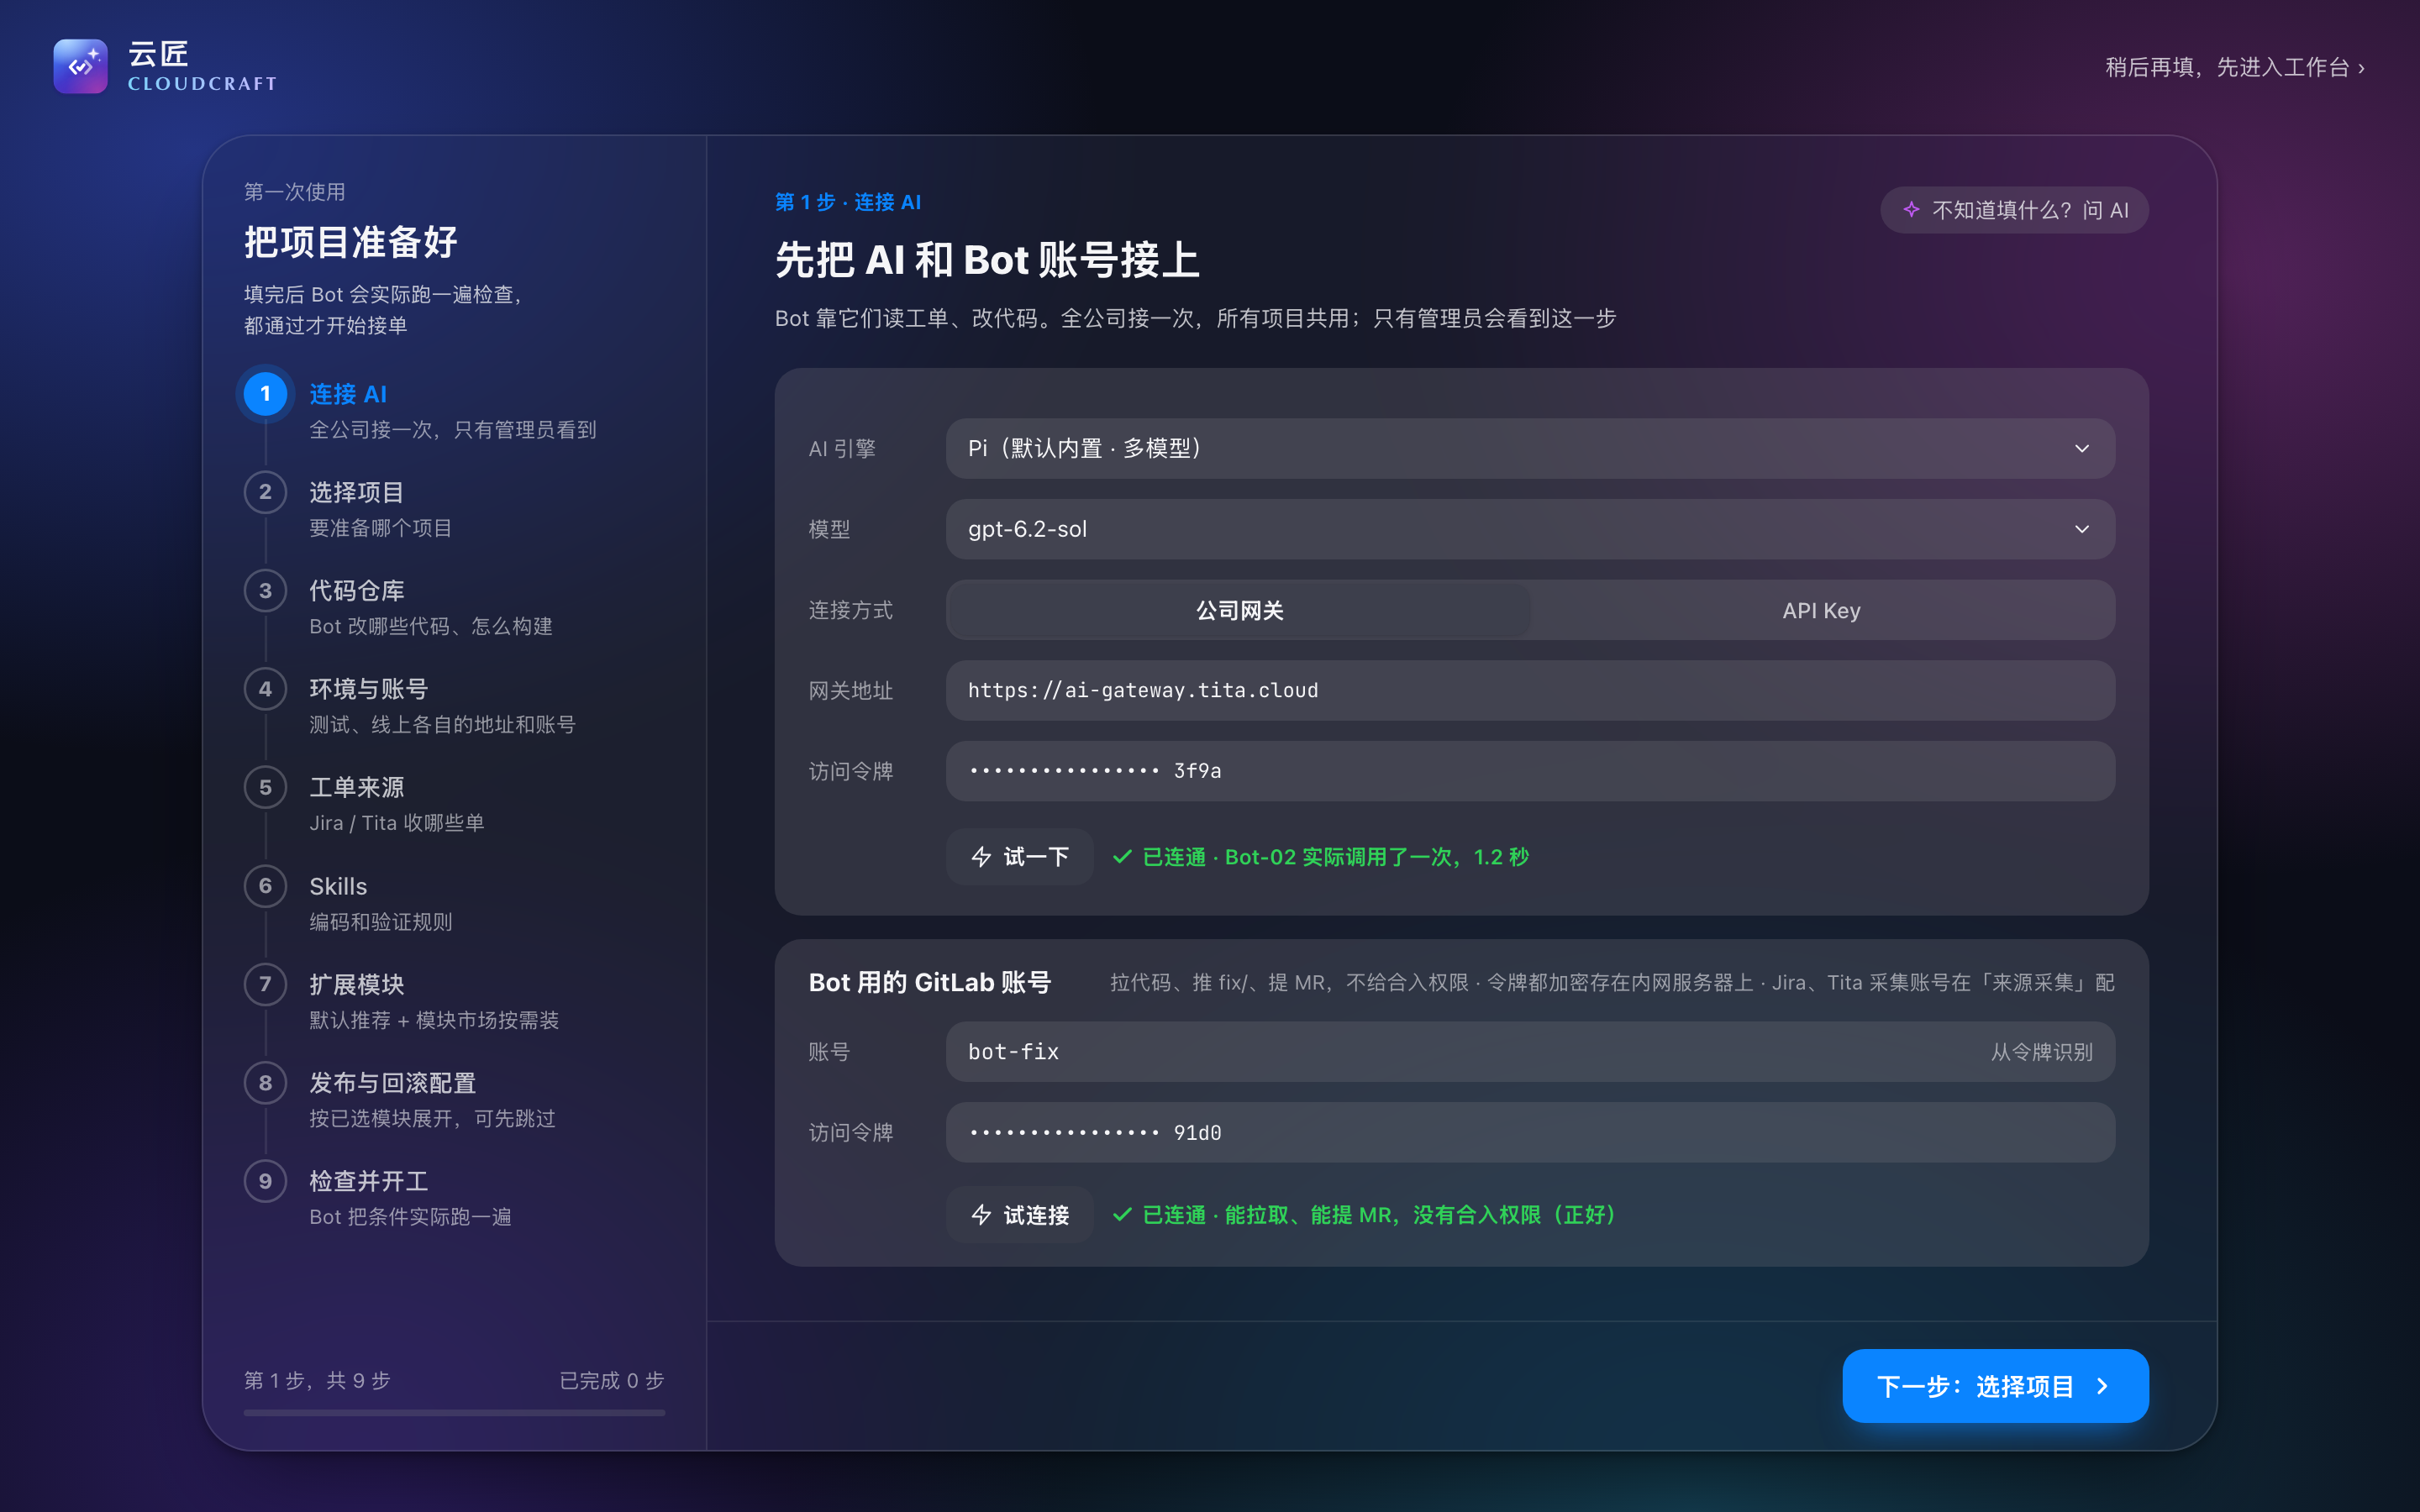 云匠
CLOUDCRAFT
稍后再填，先进入工作台 ›
第一次使用
把项目准备好
填完后 Bot 会实际跑一遍检查，
都通过才开始接单
1 连接 AI
全公司接一次，只有管理员看到
2 选择项目
要准备哪个项目
3 代码仓库
Bot 改哪些代码、怎么构建
4 环境与账号
测试、线上各自的地址和账号
5 工单来源
Jira / Tita 收哪些单
6 Skills
编码和验证规则
7 扩展模块
默认推荐 + 模块市场按需装
8 发布与回滚配置
按已选模块展开，可先跳过
9 检查并开工
Bot 把条件实际跑一遍
第 1 步，共 9 步 已完成 0 步
第 1 步 · 连接 AI
不知道填什么？问 AI
先把 AI 和 Bot 账号接上
Bot 靠它们读工单、改代码。全公司接一次，所有项目共用；只有管理员会看到这一步
AI 引擎 Pi（默认内置 · 多模型）
模型 gpt-6.2-sol
连接方式 公司网关 API Key
网关地址 https://ai-gateway.tita.cloud
访问令牌 •••••••••••••••• 3f9a
试一下 已连通 · Bot-02 实际调用了一次，1.2 秒
Bot 用的 GitLab 账号 拉代码、推 fix/、提 MR，不给合入权限 · 令牌都加密存在内网服务器上 · Jira、Tita 采集账号在「来源采集」配
账号 bot-fix 从令牌识别
访问令牌 •••••••••••••••• 91d0
试连接 已连通 · 能拉取、能提 MR，没有合入权限（正好）
下一步：选择项目